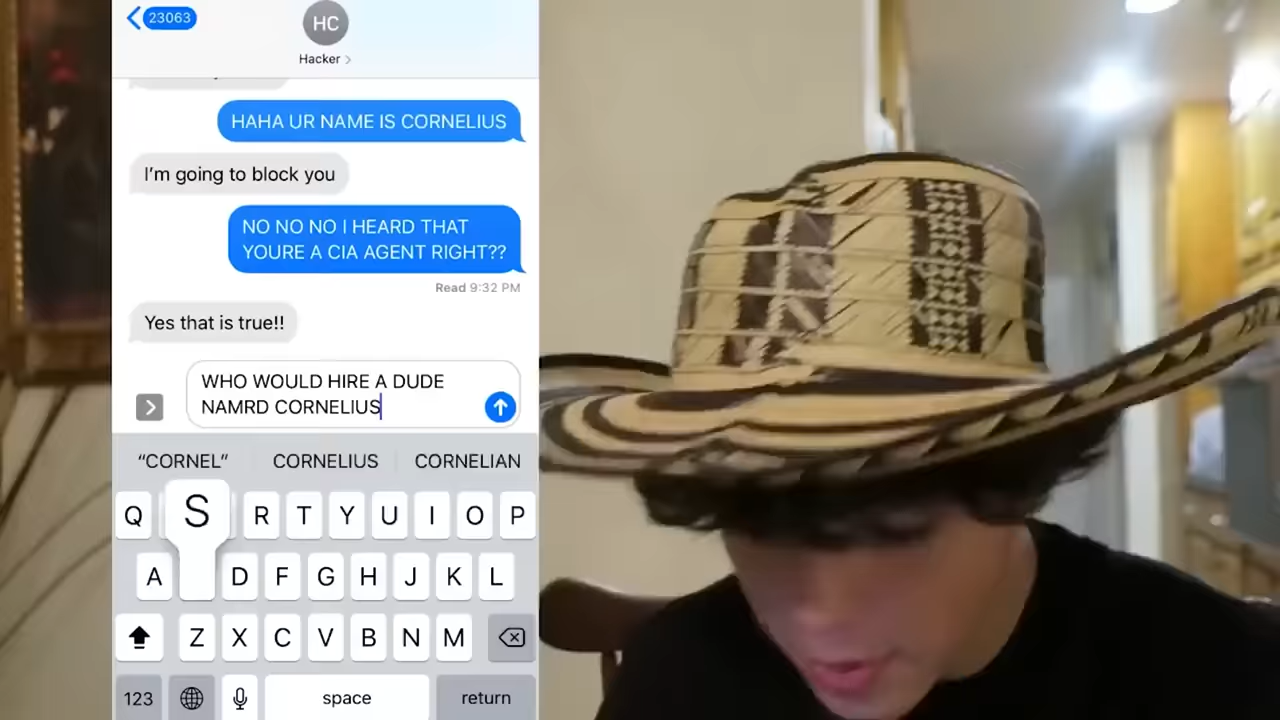 23063
HC
Hacker
HAHA UR NAME IS CORNELIUS
I'm going to block you
NO NO NO I HEARD THAT
YOURE A CIA AGENT RIGHT??
Read 9:32 PM
Yes that is true!!
WHO WOULD HIRE A DUDE
NAMRD CORNELIUS
“CORNEL” CORNELIUS CORNELIAN
Q S R T Y U I O P
A D F G H J K L
Z X C V B N M
123 space return